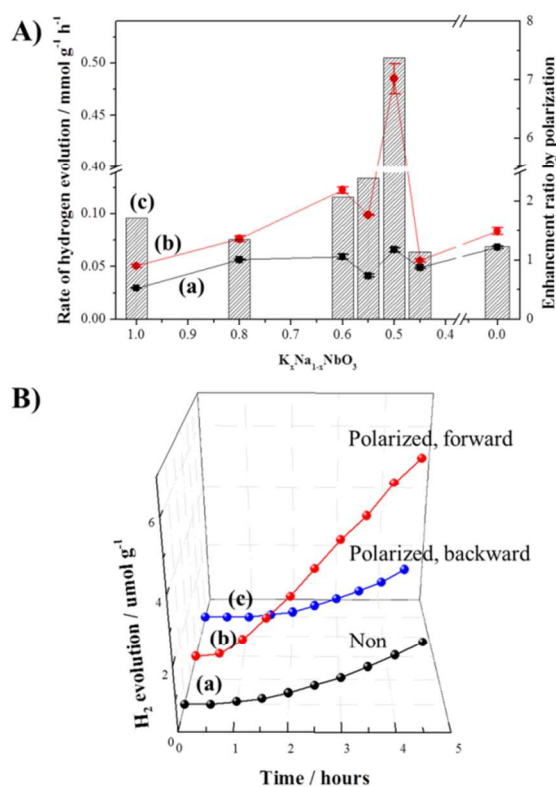 A)
Rate of hydrogen evolution / mmol g⁻¹ h⁻¹
0.50
0.45
0.40
0.10
0.05
0.00
(c)
(b)
(a)
7
6
2
1
0
Enhancement ratio by polarization
1.0 0.9 0.8 0.7 0.6 0.5 0.4 0.0
KₓNa₁₋ₓNbO₃
B)
Polarized, forward
Polarized, backward
Non
(c)
(b)
(a)
H₂ evolution / umol g⁻¹
6
4
2
0
0 1 2 3 4 5
Time / hours